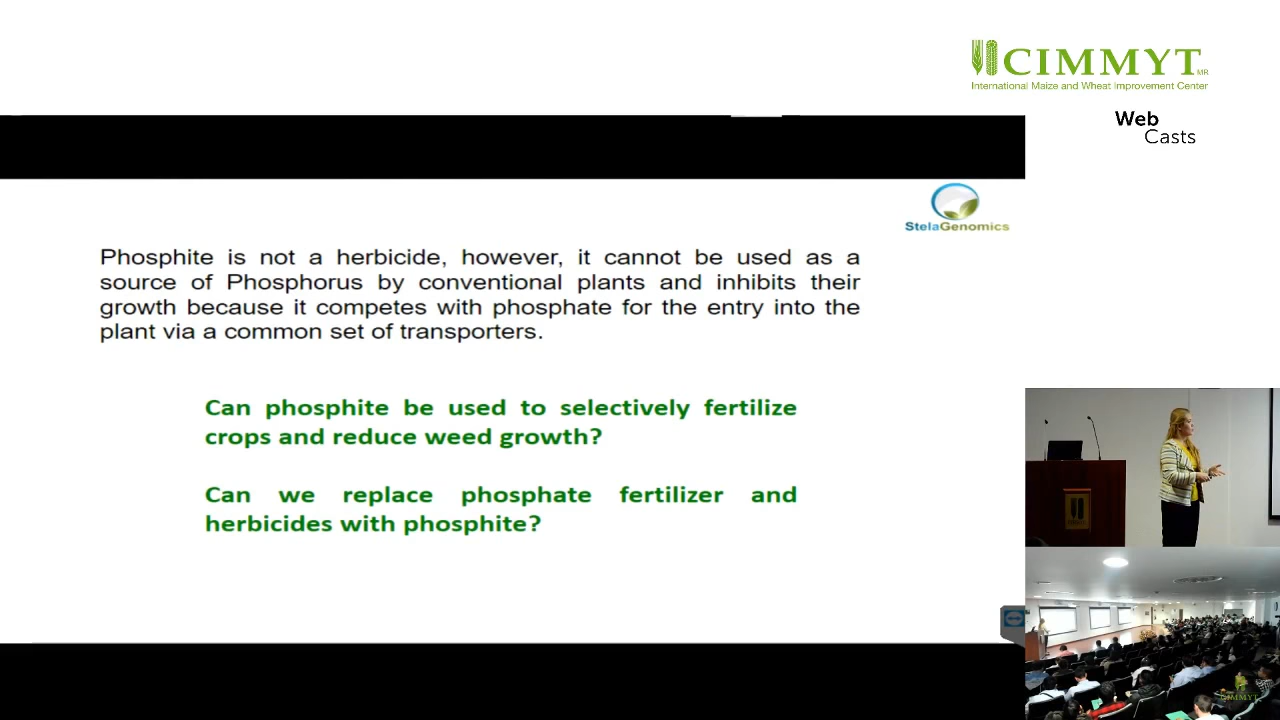 CIMMYT MR
International Maize and Wheat Improvement Center
Web
Casts
StelaGenomics
Phosphite is not a herbicide, however, it cannot be used as a
source of Phosphorus by conventional plants and inhibits their
growth because it competes with phosphate for the entry into the
plant via a common set of transporters.
Can phosphite be used to selectively fertilize
crops and reduce weed growth?
Can we replace phosphate fertilizer and
herbicides with phosphite?
CIMMYT